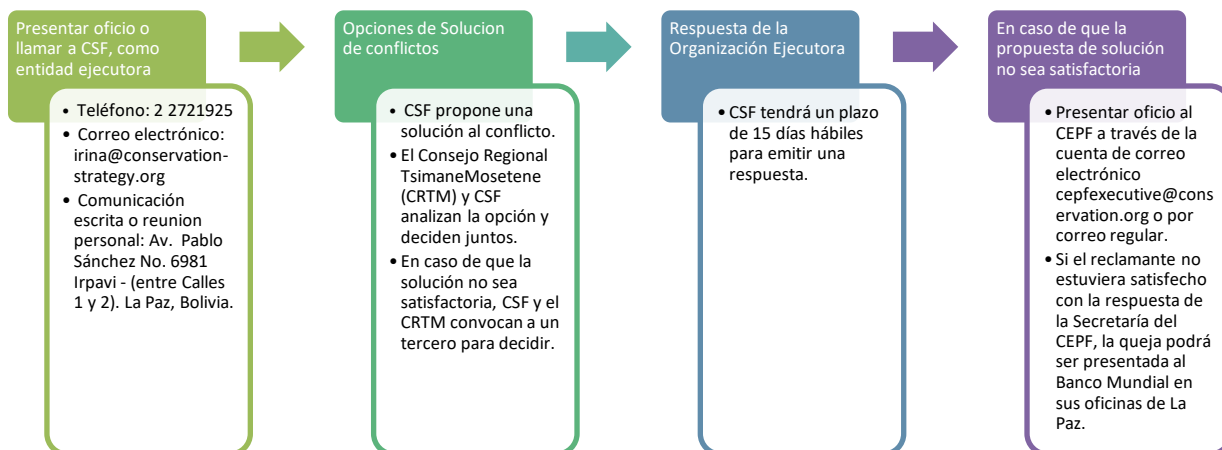 Presentar oficio o
llamar a CSF, como
entidad ejecutora
• Teléfono: 2 2721925
• Correo electrónico:
irina@conservation-
strategy.org
• Comunicación
escrita o reunion
personal: Av. Pablo
Sánchez No. 6981
Irpavi - (entre Calles
1 y 2). La Paz, Bolivia.
Opciones de Solucion
de conflictos
• CSF propone una
solución al conflicto.
• El Consejo Regional
TsimaneMosetene
(CRTM) y CSF
analizan la opción y
deciden juntos.
• En caso de que la
solución no sea
satisfactoria, CSF y el
CRTM convocan a un
tercero para decidir.
Respuesta de la
Organización Ejecutora
• CSF tendrá un plazo
de 15 días hábiles
para emitir una
respuesta.
En caso de que la
propuesta de solución
no sea satisfactoria
• Presentar oficio al
CEPF a través de la
cuenta de correo
electrónico
cepfexecutive@cons
ervation.org o por
correo regular.
• Si el reclamante no
estuviera satisfecho
con la respuesta de
la Secretaría del
CEPF, la queja podrá
ser presentada al
Banco Mundial en
sus oficinas de La
Paz.